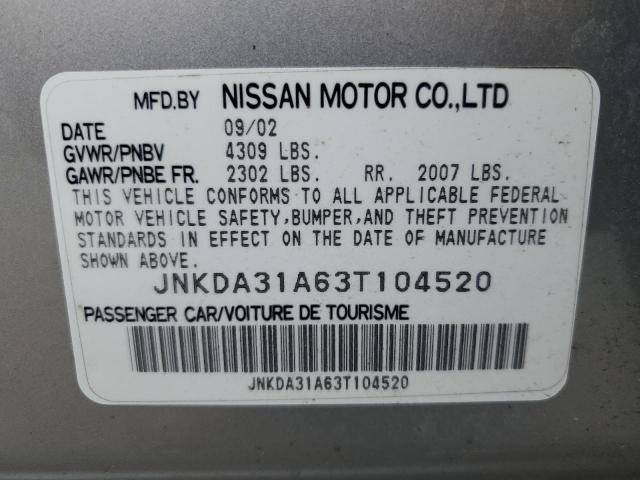 MFD.BY NISSAN MOTOR CO.,LTD
DATE 09/02
GVWR/PNBV 4309 LBS.
GAWR/PNBE FR. 2302 LBS. RR. 2007 LBS.
THIS VEHICLE CONFORMS TO ALL APPLICABLE FEDERAL
MOTOR VEHICLE SAFETY,BUMPER,AND THEFT PREVENTION
STANDARDS IN EFFECT ON THE DATE OF MANUFACTURE
SHOWN ABOVE.
JNKDA31A63T104520
PASSENGER CAR/VOITURE DE TOURISME
JNKDA31A63T104520